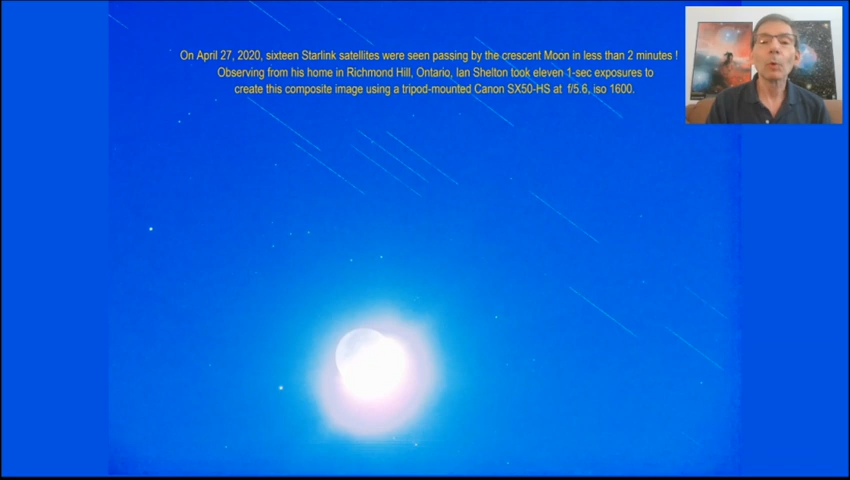 On April 27, 2020, sixteen Starlink satellites were seen passing by the crescent Moon in less than 2 minutes !
Observing from his home in Richmond Hill, Ontario, Ian Shelton took eleven 1-sec exposures to
create this composite image using a tripod-mounted Canon SX50-HS at f/5.6, iso 1600.